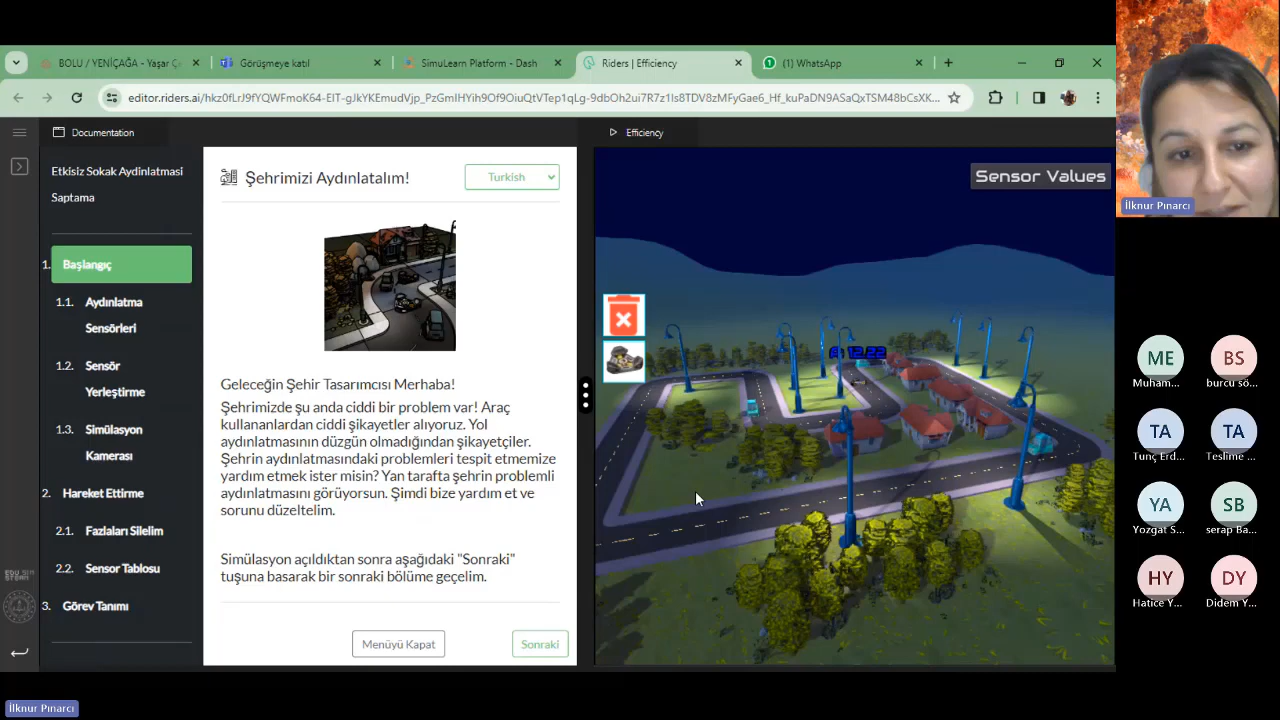 BOLU / YENİÇAĞA - Yaşar Ç
Görüşmeye katıl
SimuLearn Platform - Dash
Riders | Efficiency
(1) WhatsApp
Documentation
Efficiency
Etkisiz Sokak Aydinlatmasi
Saptama
1. Başlangıç
1.1. Aydınlatma
Sensörleri
1.2. Sensör
Yerleştirme
1.3. Simülasyon
Kamerası
2. Hareket Ettirme
2.1. Fazlaları Silelim
2.2. Sensor Tablosu
3. Görev Tanımı
Şehrimizi Aydınlatalım!
Turkish
Geleceğin Şehir Tasarımcısı Merhaba!
Şehrimizde şu anda ciddi bir problem var! Araç
kullananlardan ciddi şikayetler alıyoruz. Yol
aydınlatmasının düzgün olmadığından şikayetçiler.
Şehrin aydınlatmasındaki problemleri tespit etmemize
yardım etmek ister misin? Yan tarafta şehrin problemli
aydınlatmasını görüyorsun. Şimdi bize yardım et ve
sorunu düzeltelim.
Simülasyon açıldıktan sonra aşağıdaki "Sonraki"
tuşuna basarak bir sonraki bölüme geçelim.
Menüyü Kapat
Sonraki
Sensor Values
12.22
İlknur Pınarcı
ME
BS
Muham...
burcu sö...
TA
TA
Tunç Erd...
Teslime ...
YA
SB
Yozgat S...
serap Ba...
HY
DY
Hatice Y...
Didem Y...
İlknur Pınarcı